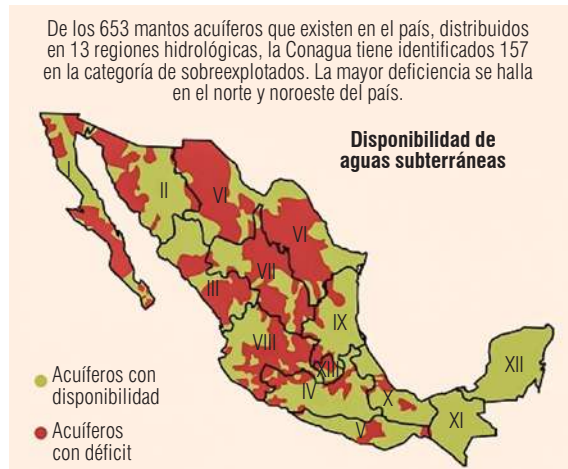 De los 653 mantos acuíferos que existen en el país, distribuidos
en 13 regiones hidrológicas, la Conagua tiene identificados 157
en la categoría de sobreexplotados. La mayor deficiencia se halla
en el norte y noroeste del país.
Disponibilidad de
aguas subterráneas
I
II
VI
VI
VII
III
IX
VIII
XIII
XII
IV
X
V
XI
Acuíferos con
disponibilidad
Acuíferos
con déficit